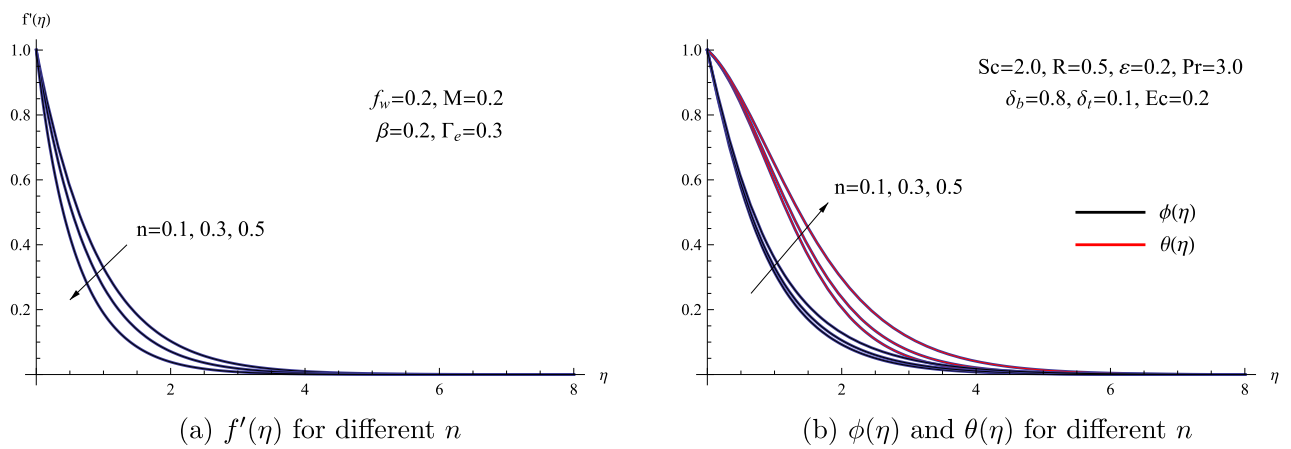 f'(η)
1.0
0.8
0.6
0.4
0.2
2
4
6
8
η
f_w=0.2, M=0.2
β=0.2, Γ_e=0.3
n=0.1, 0.3, 0.5
(a) f′(η) for different n
1.0
0.8
0.6
0.4
0.2
2
4
6
8
η
Sc=2.0, R=0.5, ε=0.2, Pr=3.0
δ_b=0.8, δ_t=0.1, Ec=0.2
n=0.1, 0.3, 0.5
ϕ(η)
θ(η)
(b) ϕ(η) and θ(η) for different n